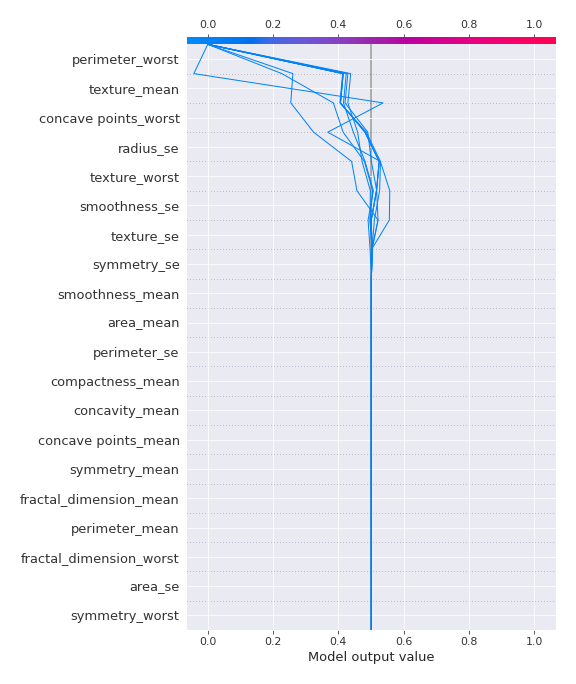 0.0 0.2 0.4 0.6 0.8 1.0
perimeter_worst
texture_mean
concave points_worst
radius_se
texture_worst
smoothness_se
texture_se
symmetry_se
smoothness_mean
area_mean
perimeter_se
compactness_mean
concavity_mean
concave points_mean
symmetry_mean
fractal_dimension_mean
perimeter_mean
fractal_dimension_worst
area_se
symmetry_worst
0.0 0.2 0.4 0.6 0.8 1.0
Model output value